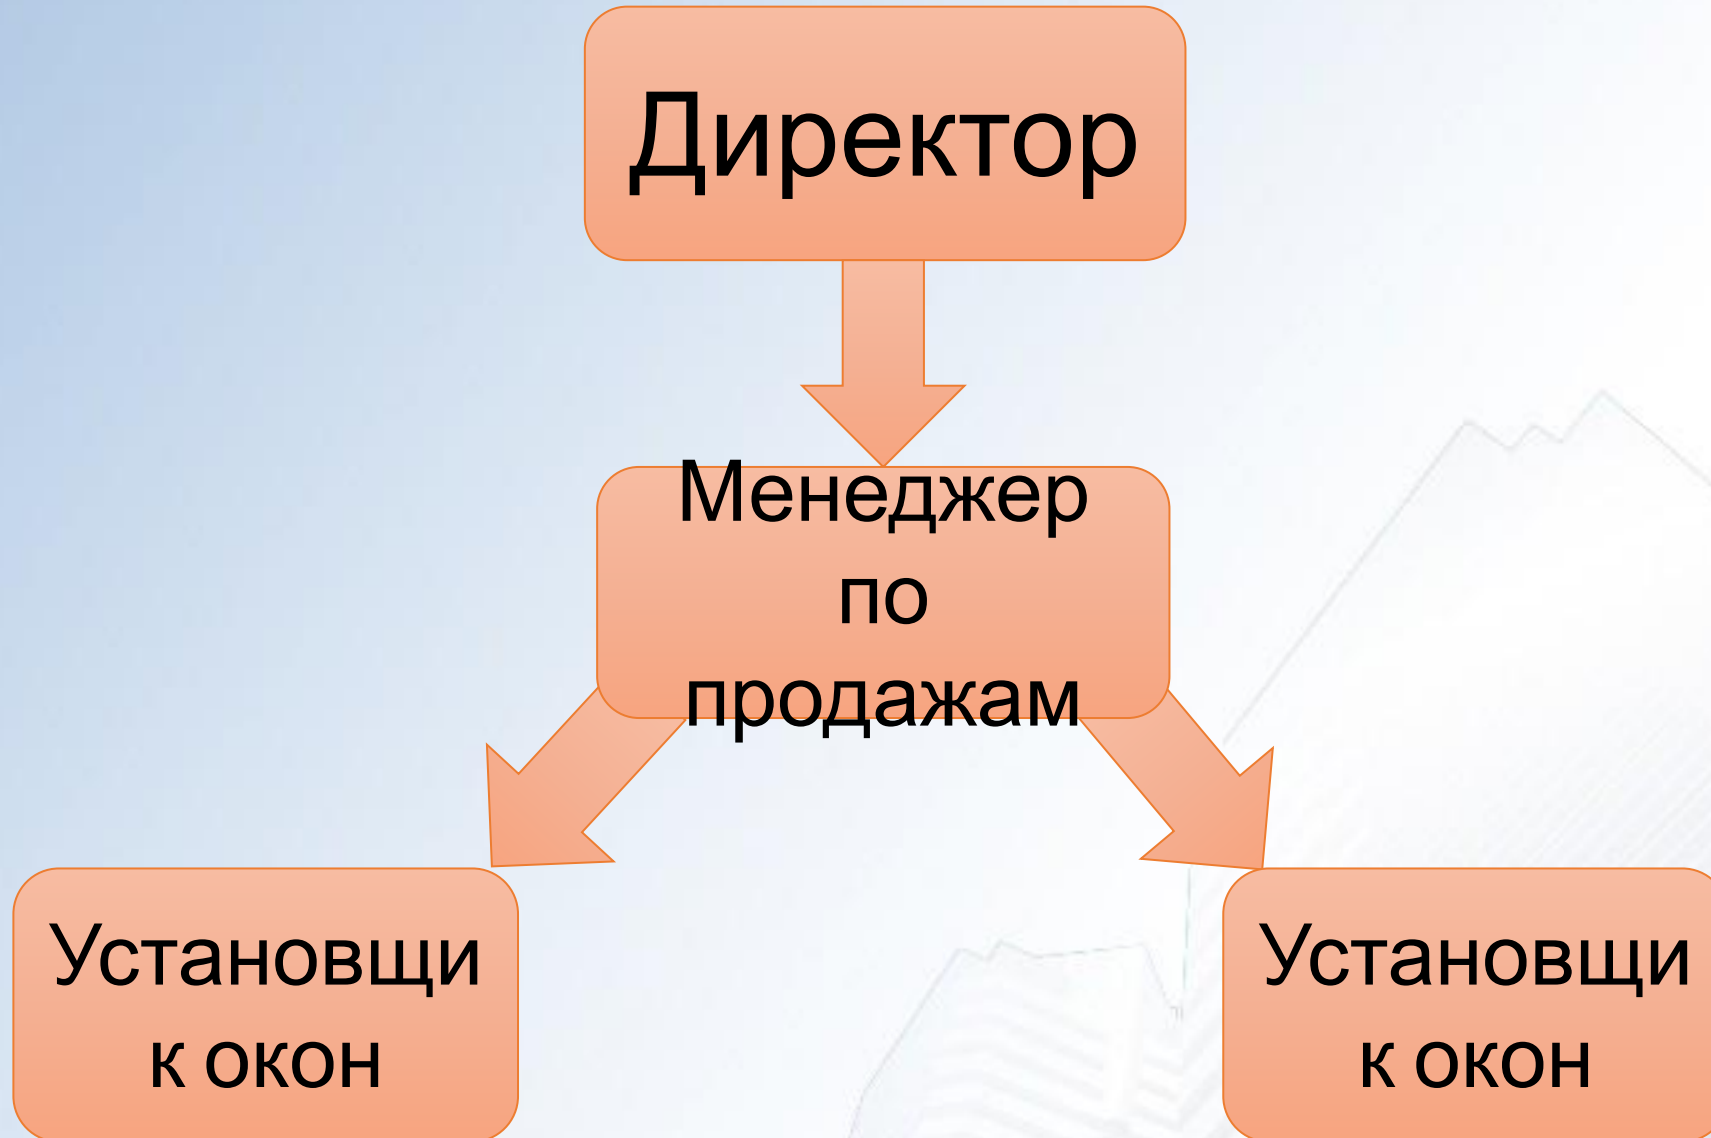 Директор
Менеджер
по
продажам
Установщи
к окон
Установщи
к окон